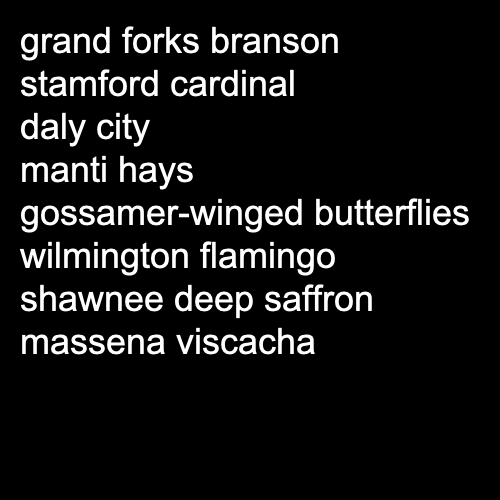 grand forks branson
stamford cardinal
daly city
manti hays
gossamer-winged butterflies
wilmington flamingo
shawnee deep saffron
massena viscacha